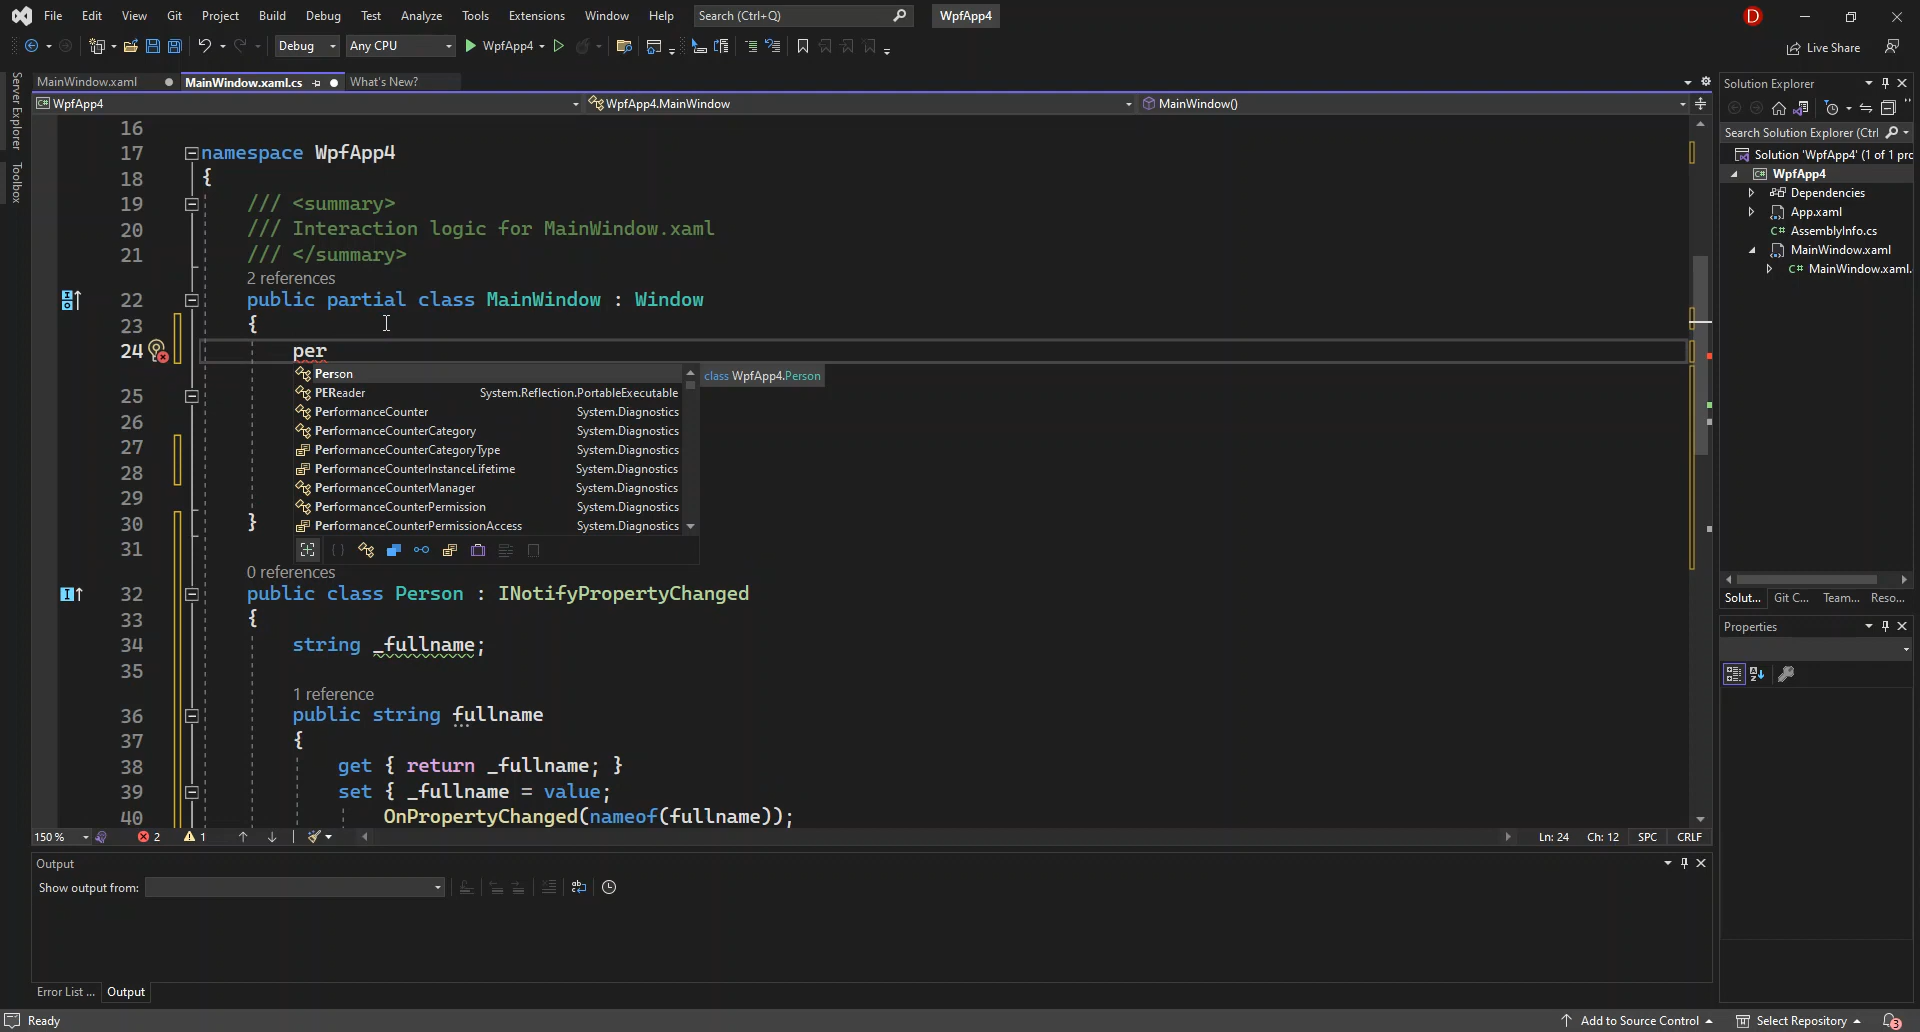 File Edit View Git Project Build Debug Test Analyze Tools Extensions Window Help Search (Ctrl+Q) WpfApp4 D
Debug Any CPU WpfApp4 Live Share
MainWindow.xaml MainWindow.xaml.cs What's New?
WpfApp4 WpfApp4.MainWindow MainWindow()
Server Explorer
Toolbox
16
17 namespace WpfApp4
18 {
19 /// <summary>
20 /// Interaction logic for MainWindow.xaml
21 /// </summary>
2 references
22 public partial class MainWindow : Window
23 {
24 per
Person class WpfApp4.Person
PEReader System.Reflection.PortableExecutable
PerformanceCounter System.Diagnostics
PerformanceCounterCategory System.Diagnostics
PerformanceCounterCategoryType System.Diagnostics
PerformanceCounterInstanceLifetime System.Diagnostics
PerformanceCounterManager System.Diagnostics
PerformanceCounterPermission System.Diagnostics
PerformanceCounterPermissionAccess System.Diagnostics
25
26
27
28
29
30 }
31
0 references
32 public class Person : INotifyPropertyChanged
33 {
34 string _fullname;
35
1 reference
36 public string fullname
37 {
38 get { return _fullname; }
39 set { _fullname = value;
40 OnPropertyChanged(nameof(fullname));
150 % 2 1 Ln: 24 Ch: 12 SPC CRLF
Output
Show output from:
Error List ... Output
Solution Explorer
Search Solution Explorer (Ctrl
Solution 'WpfApp4' (1 of 1 pro
WpfApp4
Dependencies
App.xaml
AssemblyInfo.cs
MainWindow.xaml
MainWindow.xaml.
Solut... Git C... Team... Reso...
Properties
Ready Add to Source Control Select Repository 3